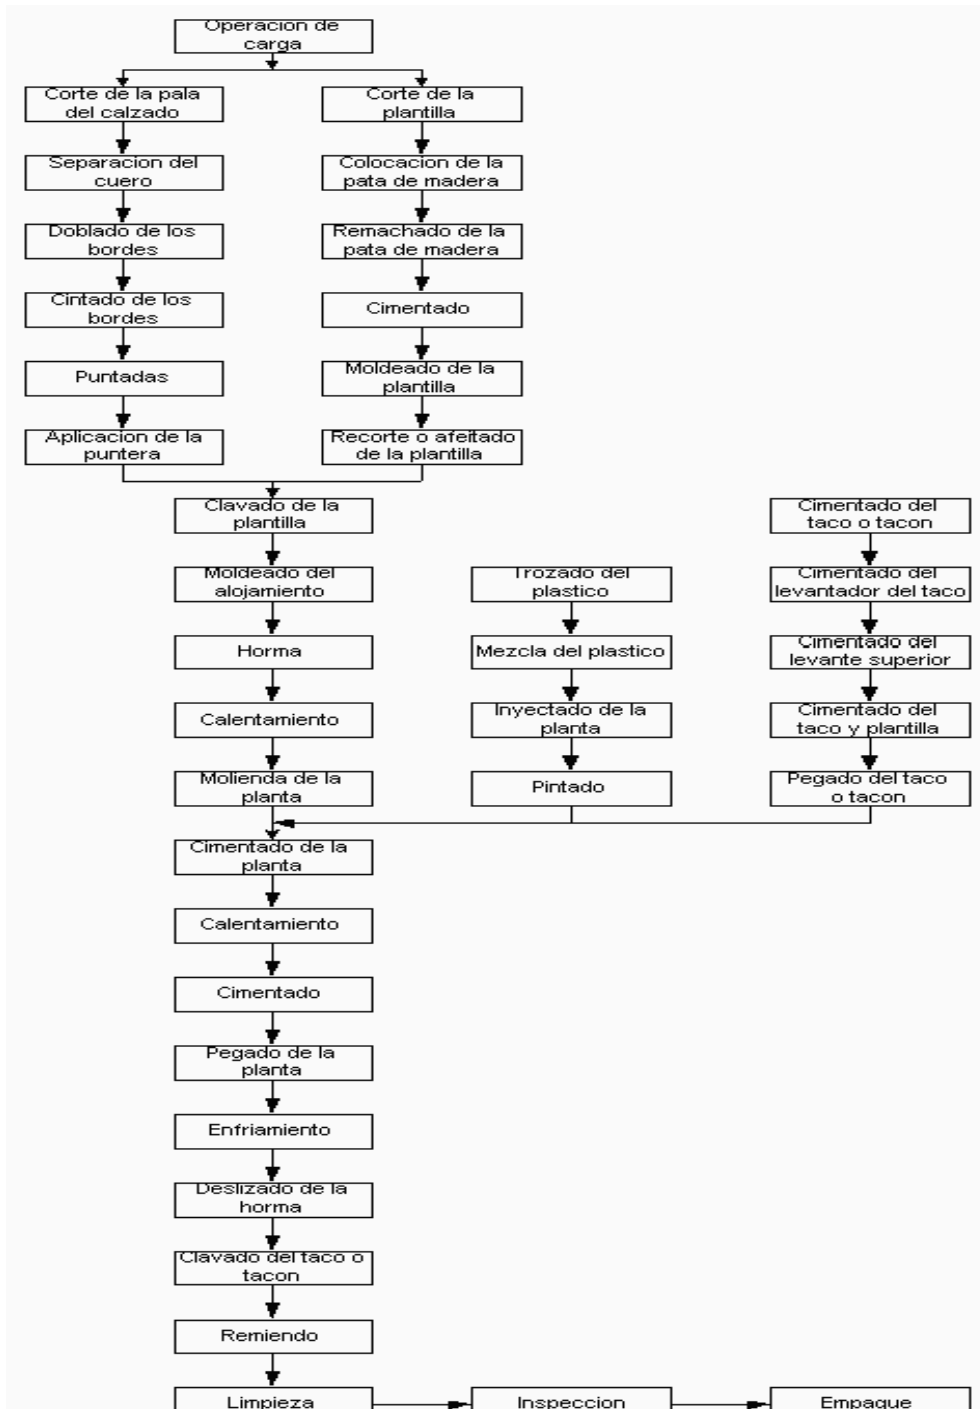 Operacion de
carga
Corte de la pala
del calzado
Corte de la
plantilla
Separacion del
cuero
Colocacion de la
pata de madera
Doblado de los
bordes
Remachado de la
pata de madera
Cintado de los
bordes
Cimentado
Puntadas
Moldeado de la
plantilla
Aplicacion de la
puntera
Recorte o afeitado
de la plantilla
Clavado de la
plantilla
Cimentado del
taco o tacon
Moldeado del
alojamiento
Trozado del
plastico
Cimentado del
levantador del taco
Horma
Mezcla del plastico
Cimentado del
levante superior
Calentamiento
Inyectado de la
planta
Cimentado del
taco y plantilla
Molienda de la
planta
Pintado
Pegado del taco
o tacon
Cimentado de la
planta
Calentamiento
Cimentado
Pegado de la
planta
Enfriamiento
Deslizado de la
horma
Clavado del taco o
tacon
Remiendo
Limpieza
Inspeccion
Empaque